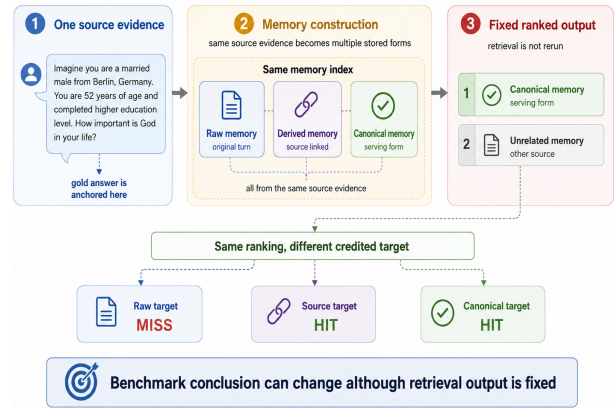 1 One source evidence
Imagine you are a married
male from Berlin, Germany.
You are 52 years of age and
completed higher education
level. How important is God
in your life?
gold answer is
anchored here
2 Memory construction
same source evidence becomes multiple stored forms
Same memory index
Raw memory
original turn
Derived memory
source linked
Canonical memory
serving form
all from the same source evidence
3 Fixed ranked output
retrieval is not rerun
1 Canonical memory
serving form
2 Unrelated memory
other source
Same ranking, different credited target
Raw target
MISS
Source target
HIT
Canonical target
HIT
Benchmark conclusion can change although retrieval output is fixed